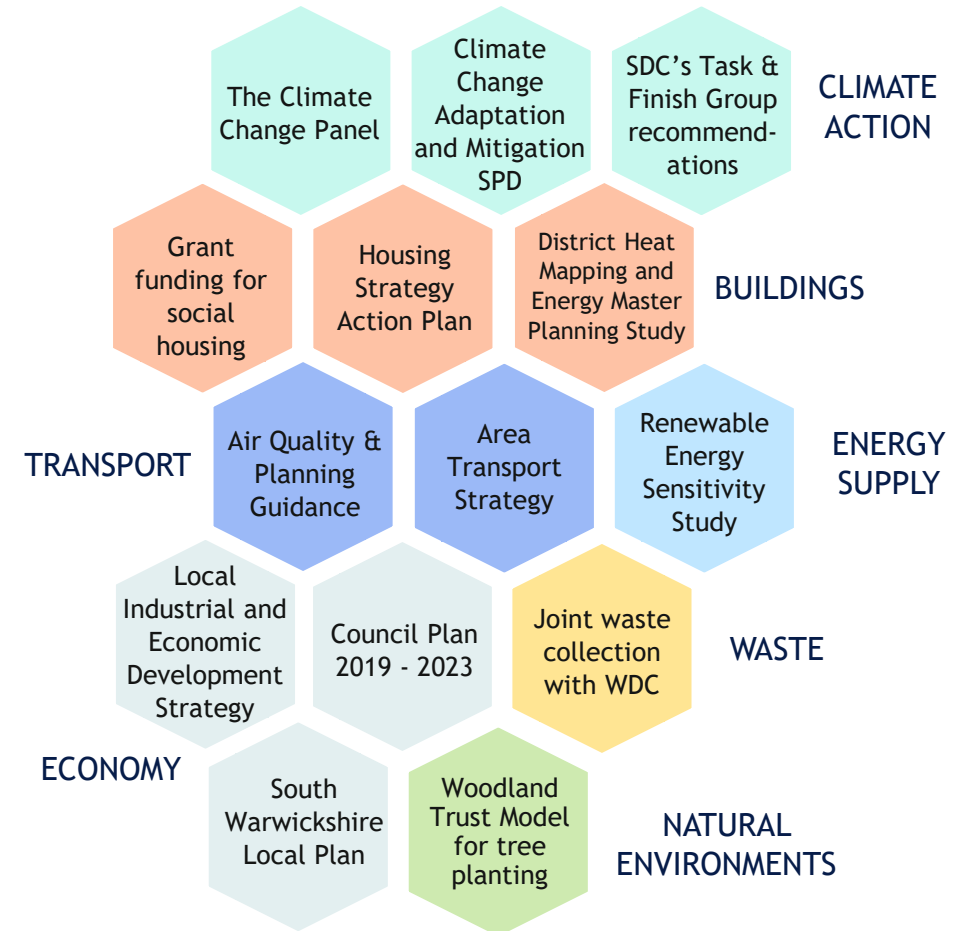 The Climate
Change Panel
Climate
Change
Adaptation
and Mitigation
SPD
SDC’s Task &
Finish Group
recommend-
ations
CLIMATE
ACTION
Grant
funding for
social
housing
Housing
Strategy
Action Plan
District Heat
Mapping and
Energy Master
Planning Study
BUILDINGS
TRANSPORT
Air Quality &
Planning
Guidance
Area
Transport
Strategy
Renewable
Energy
Sensitivity
Study
ENERGY
SUPPLY
Local
Industrial and
Economic
Development
Strategy
Council Plan
2019 - 2023
Joint waste
collection
with WDC
WASTE
ECONOMY
South
Warwickshire
Local Plan
Woodland
Trust Model
for tree
planting
NATURAL
ENVIRONMENTS